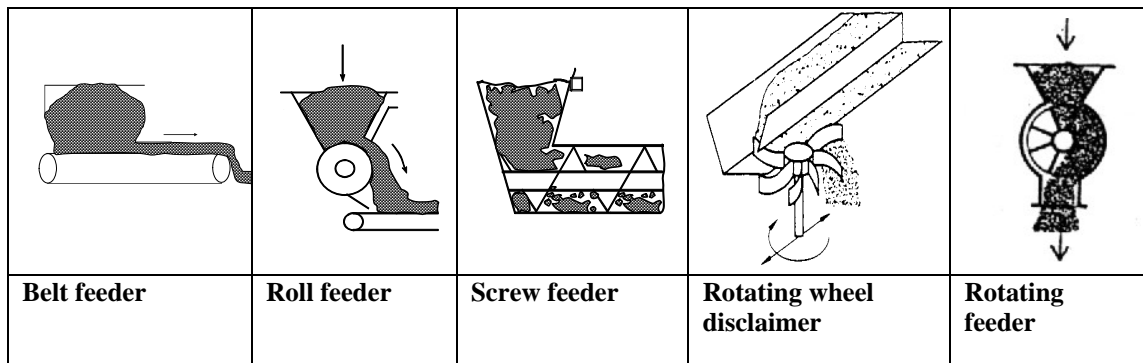 Belt feeder
Roll feeder
Screw feeder
Rotating wheel
disclaimer
Rotating
feeder